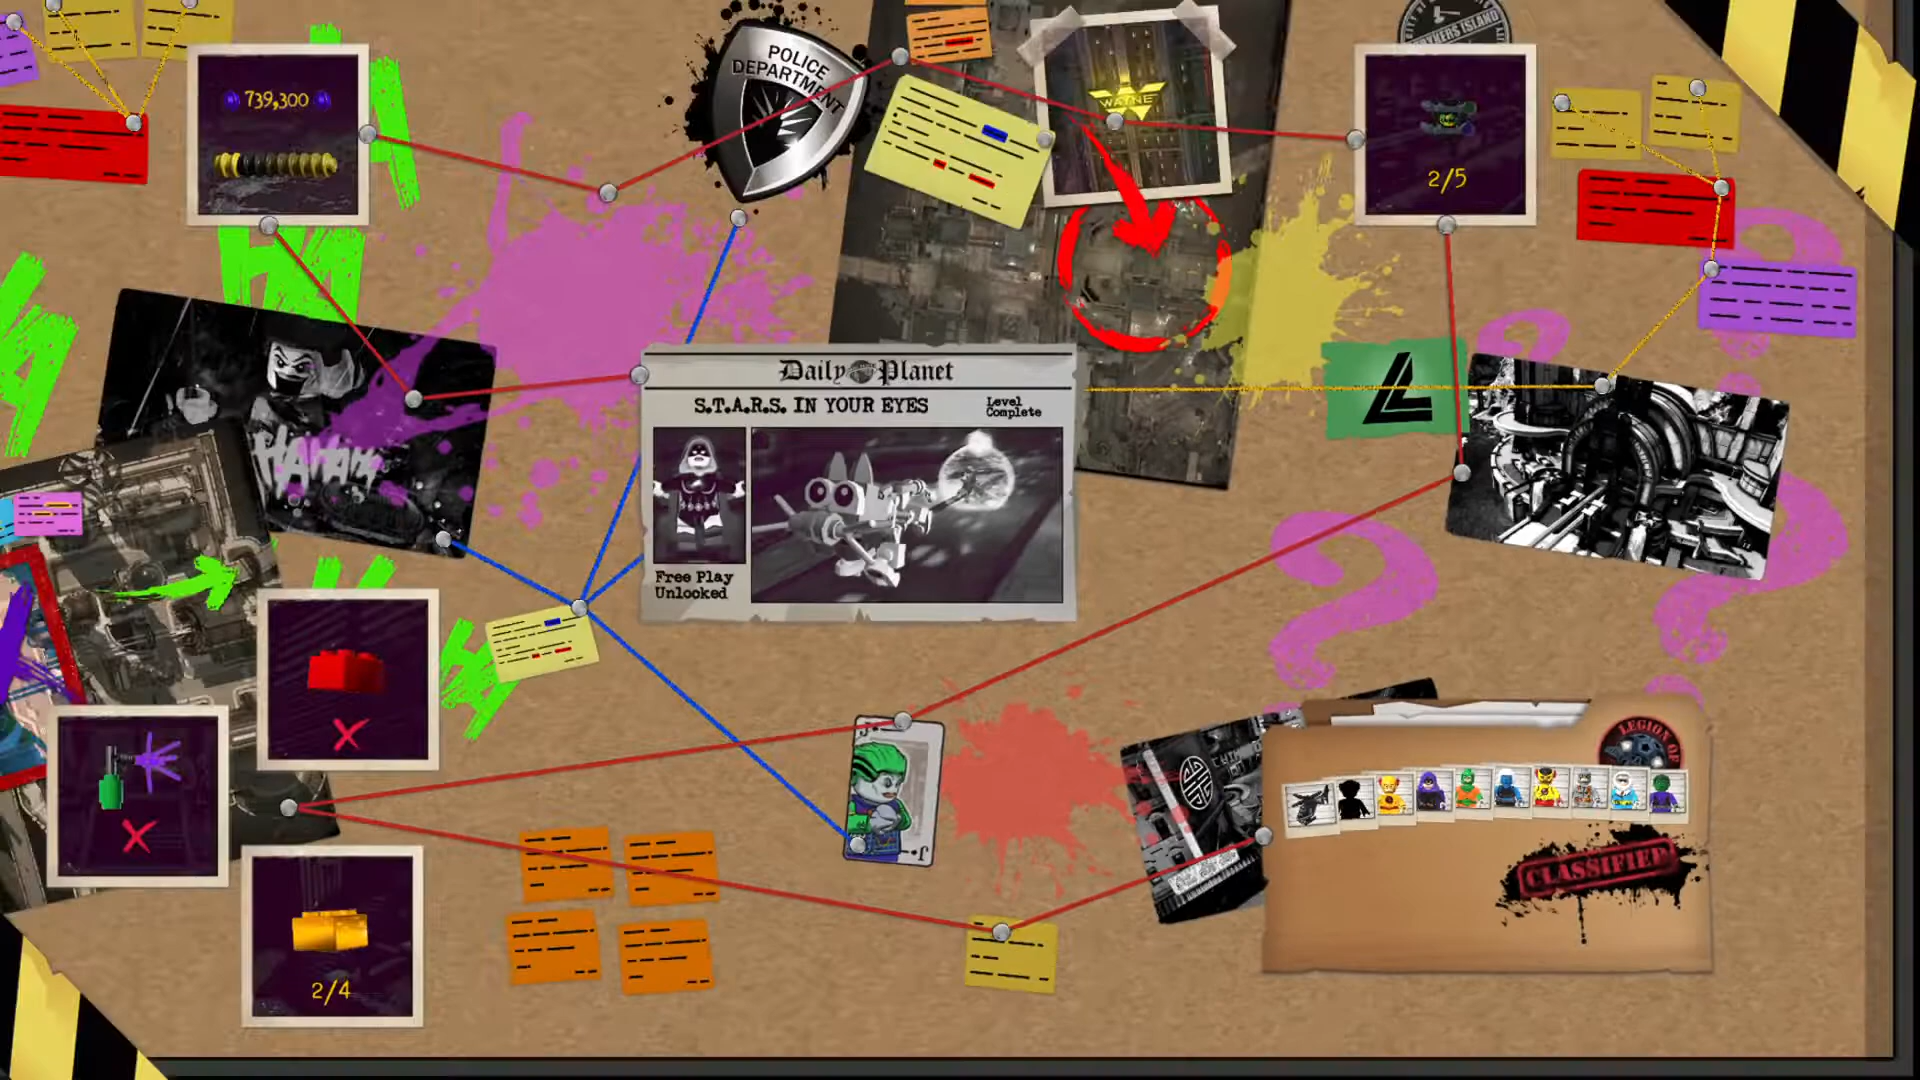 739,300
POLICE
DEPARTMENT
WAYNE
2/5
Daily Planet
S.T.A.R.S. IN YOUR EYES
Level
Complete
Free Play
Unlocked
HAHAHA
2/4
J
LEGION OF
CLASSIFIED